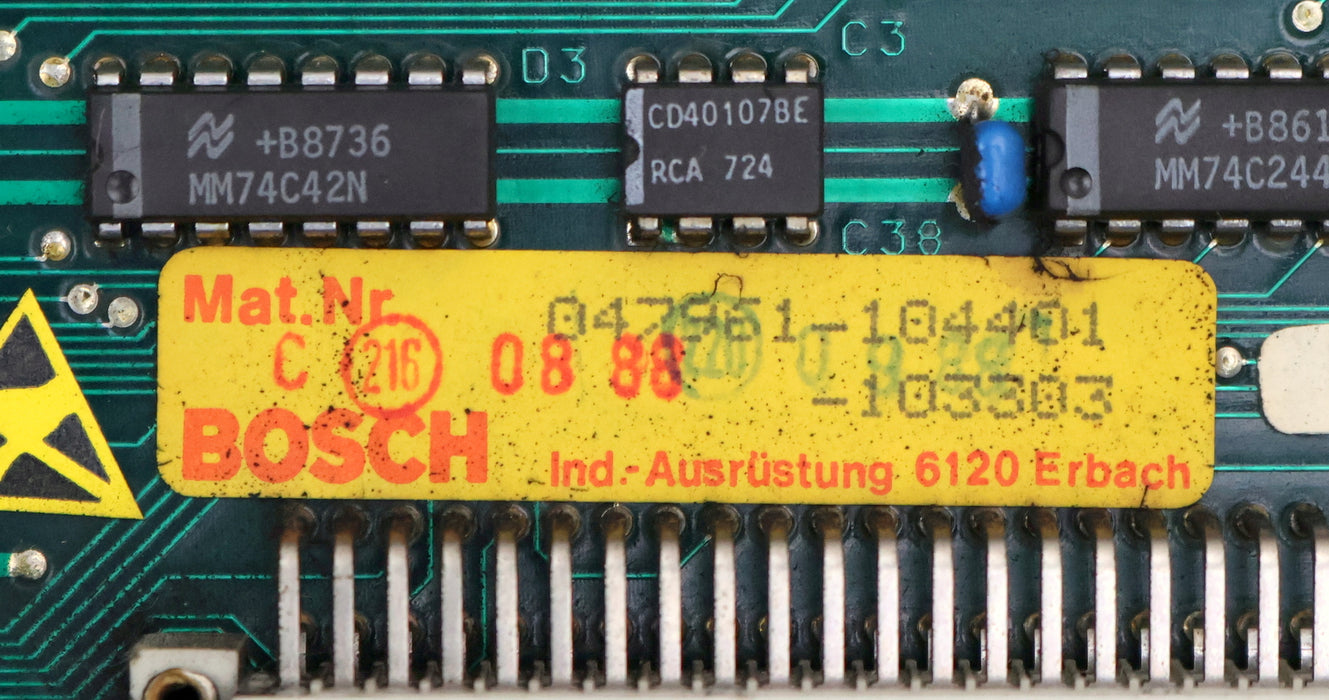 C3
D3
+B8736
MM74C42N
CD40107BE
RCA 724
+B861
MM74C244
C38
Mat.Nr.
047961-104401
C 216 08 88
-103303
BOSCH
Ind.-Ausrüstung 6120 Erbach